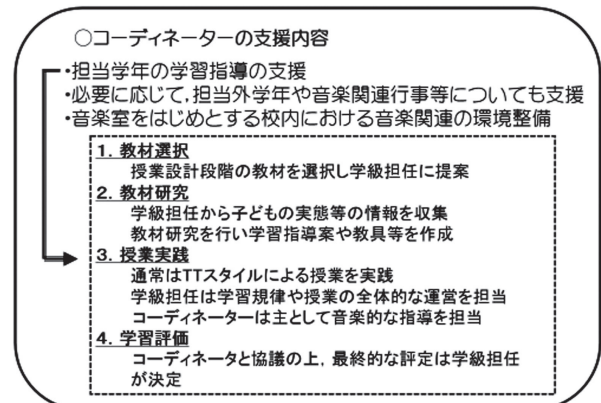 ○コーディネーターの支援内容
・担当学年の学習指導の支援
・必要に応じて,担当外学年や音楽関連行事等についても支援
・音楽室をはじめとする校内における音楽関連の環境整備
1. 教材選択
授業設計段階の教材を選択し学級担任に提案
2. 教材研究
学級担任から子どもの実態等の情報を収集
教材研究を行い学習指導案や教具等を作成
3. 授業実践
通常はTTスタイルによる授業を実践
学級担任は学習規律や授業の全体的な運営を担当
コーディネーターは主として音楽的な指導を担当
4. 学習評価
コーディネータと協議の上, 最終的な評定は学級担任
が決定